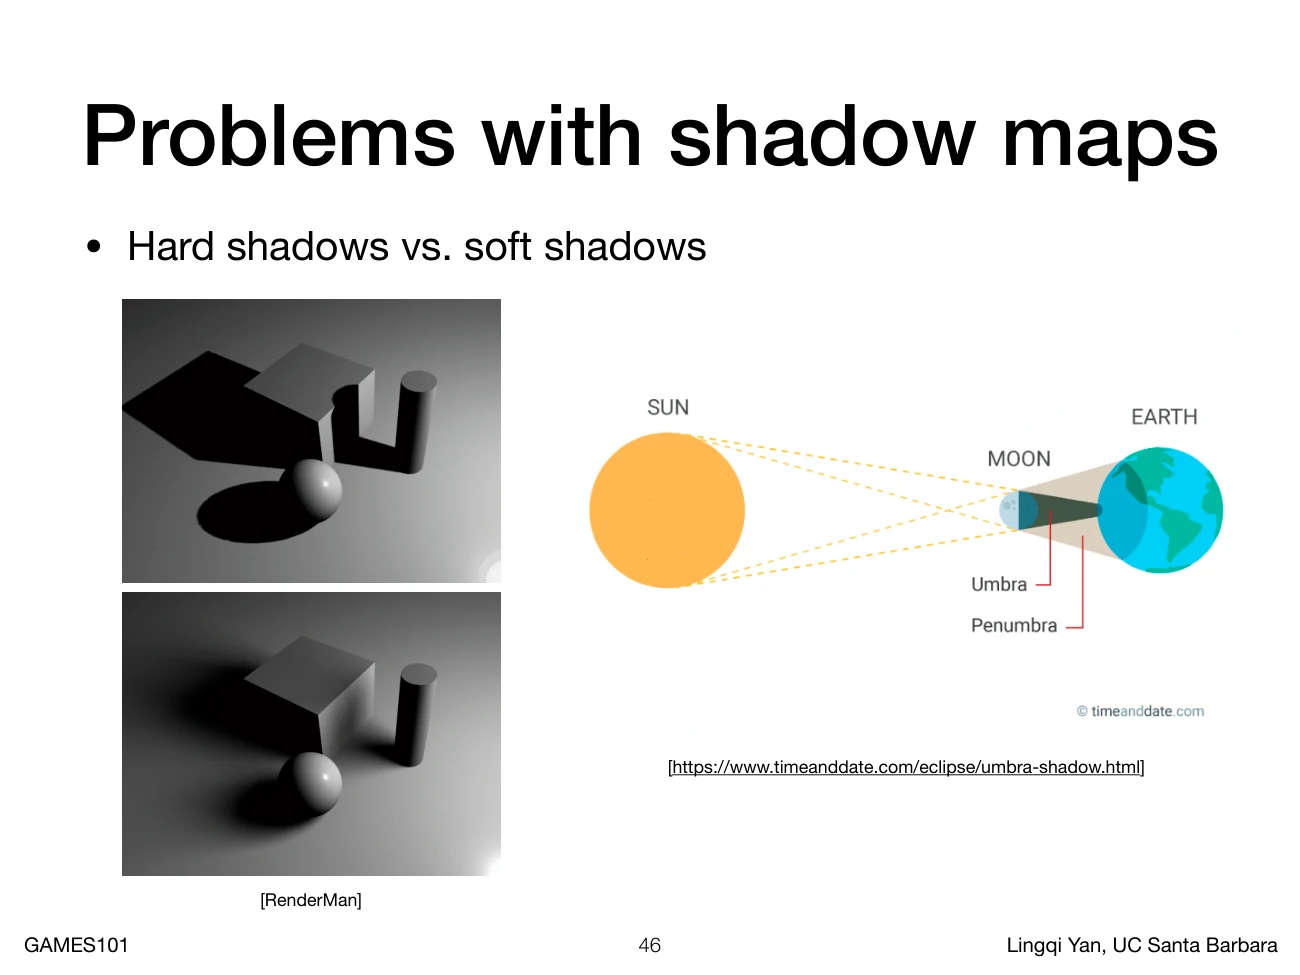 Problems with shadow maps
• Hard shadows vs. soft shadows
SUN
EARTH
MOON
Umbra
Penumbra
© timeanddate.com
[https://www.timeanddate.com/eclipse/umbra-shadow.html]
[RenderMan]
GAMES101
46
Lingqi Yan, UC Santa Barbara